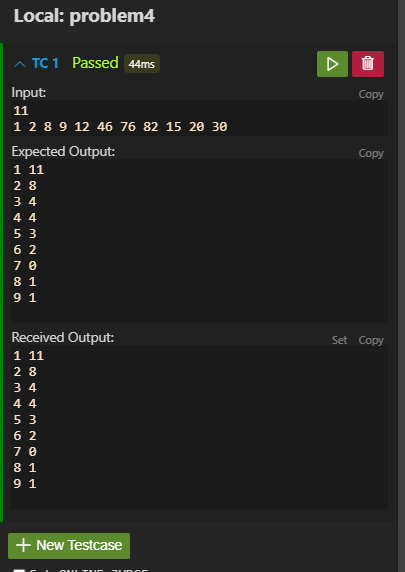 Local: problem4
TC 1 Passed 44ms
Input:
Copy
11
1 2 8 9 12 46 76 82 15 20 30
Expected Output:
Copy
1 11
2 8
3 4
4 4
5 3
6 2
7 0
8 1
9 1
Received Output:
Set Copy
1 11
2 8
3 4
4 4
5 3
6 2
7 0
8 1
9 1
+ New Testcase